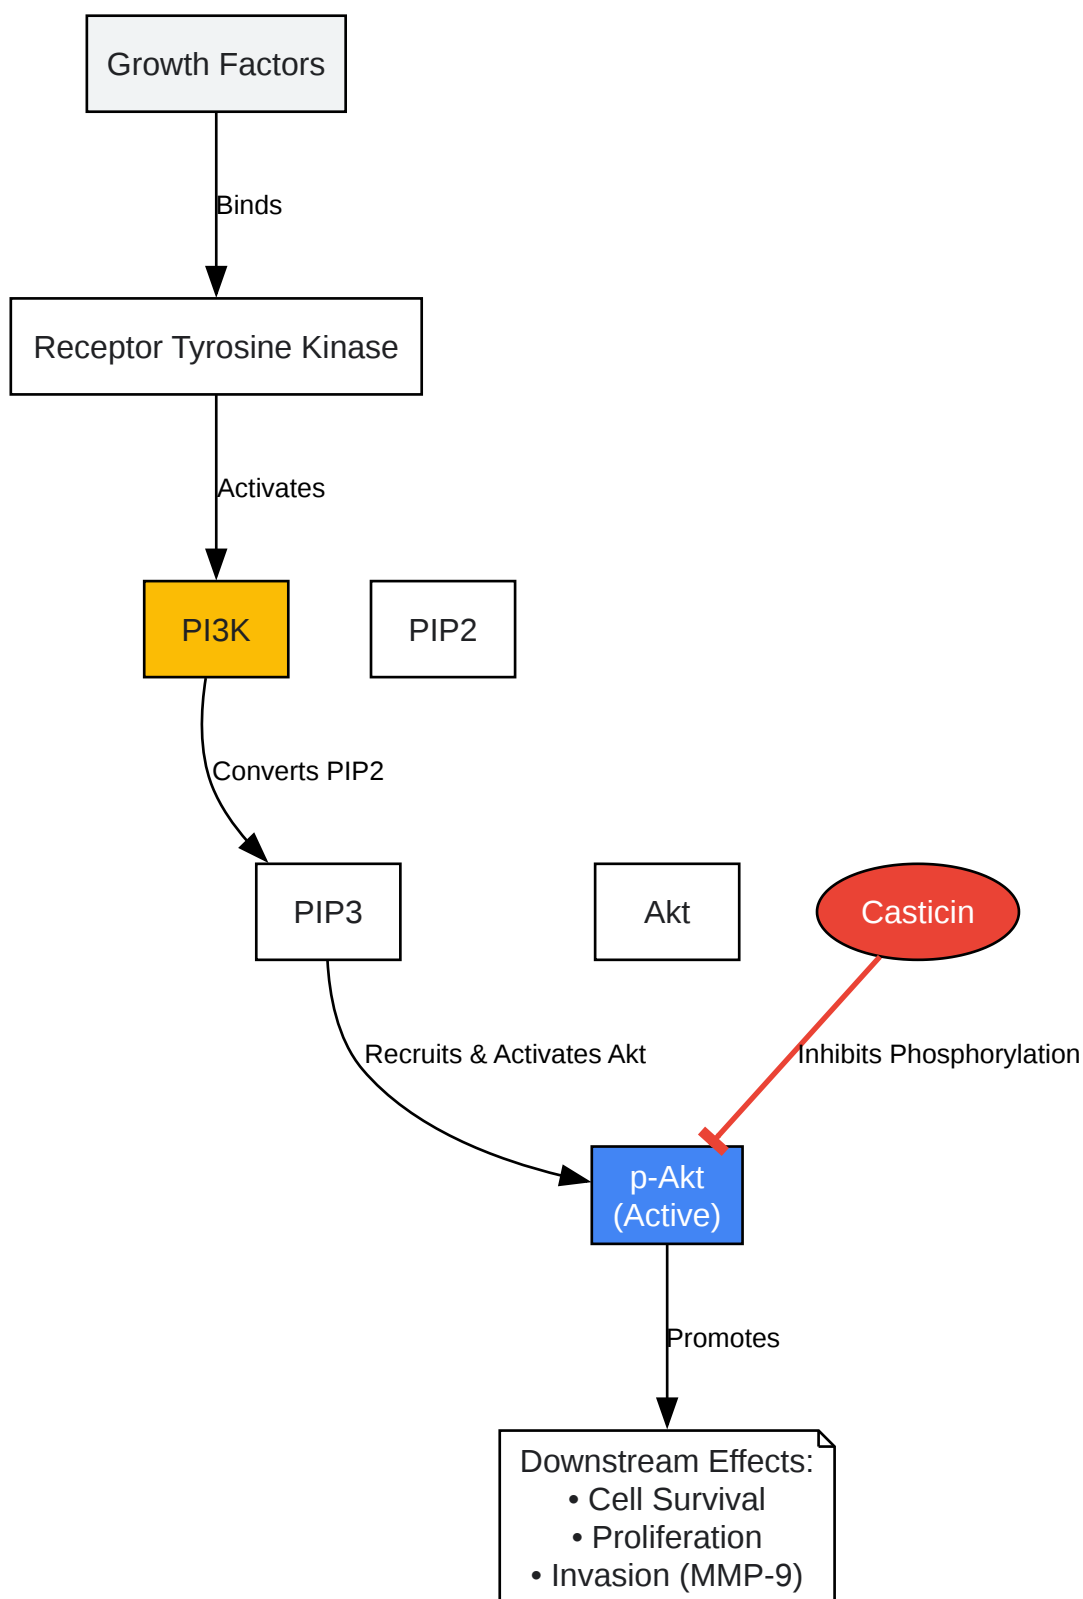 Growth Factors
Binds
Receptor Tyrosine Kinase
Activates
PI3K
PIP2
Converts PIP2
PIP3
Akt
Casticin
Recruits & Activates Akt
Inhibits Phosphorylation
p-Akt
(Active)
Promotes
Downstream Effects:
• Cell Survival
• Proliferation
• Invasion (MMP-9)